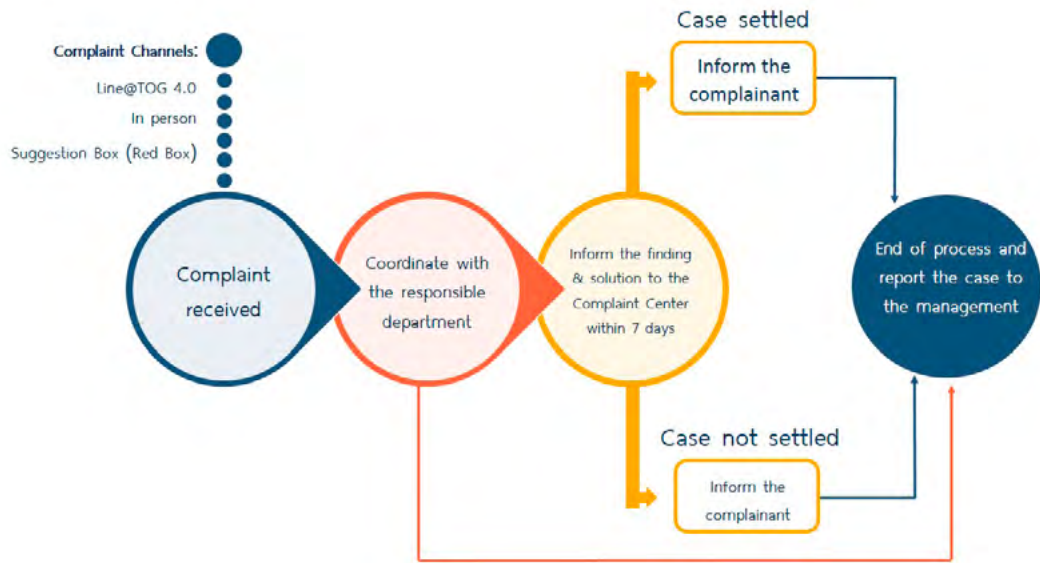 Complaint Channels:
Line@TOG 4.0
In person
Suggestion Box (Red Box)
Complaint
received
Coordinate with
the responsible
department
Inform the finding
& solution to the
Complaint Center
within 7 days
Case settled
Inform the
complainant
Case not settled
Inform the
complainant
End of process and
report the case to
the management